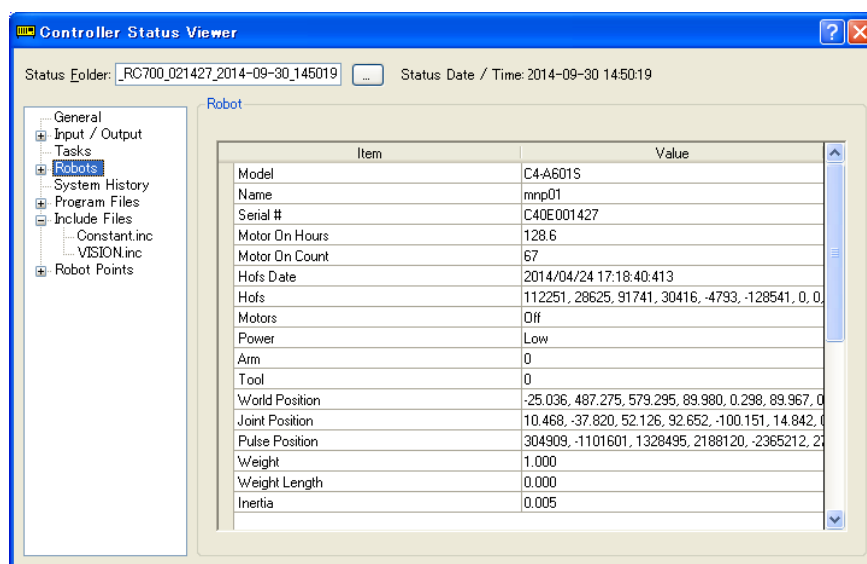 Controller Status Viewer
Status Folder: _RC700_021427_2014-09-30_145019 ... Status Date / Time: 2014-09-30 14:50:19
General
Input / Output
Tasks
Robots
System History
Program Files
Include Files
Constant.inc
VISION.inc
Robot Points
Robot
Item Value
Model C4-A601S
Name mnp01
Serial # C40E001427
Motor On Hours 128.6
Motor On Count 67
Hofs Date 2014/04/24 17:18:40:413
Hofs 112251, 28625, 91741, 30416, -4793, -128541, 0, 0,
Motors Off
Power Low
Arm 0
Tool 0
World Position -25.036, 487.275, 579.295, 89.980, 0.298, 89.967, 0
Joint Position 10.468, -37.820, 52.126, 92.652, -100.151, 14.842,
Pulse Position 304909, -1101601, 1328495, 2188120, -2365212,
Weight 1.000
Weight Length 0.000
Inertia 0.005